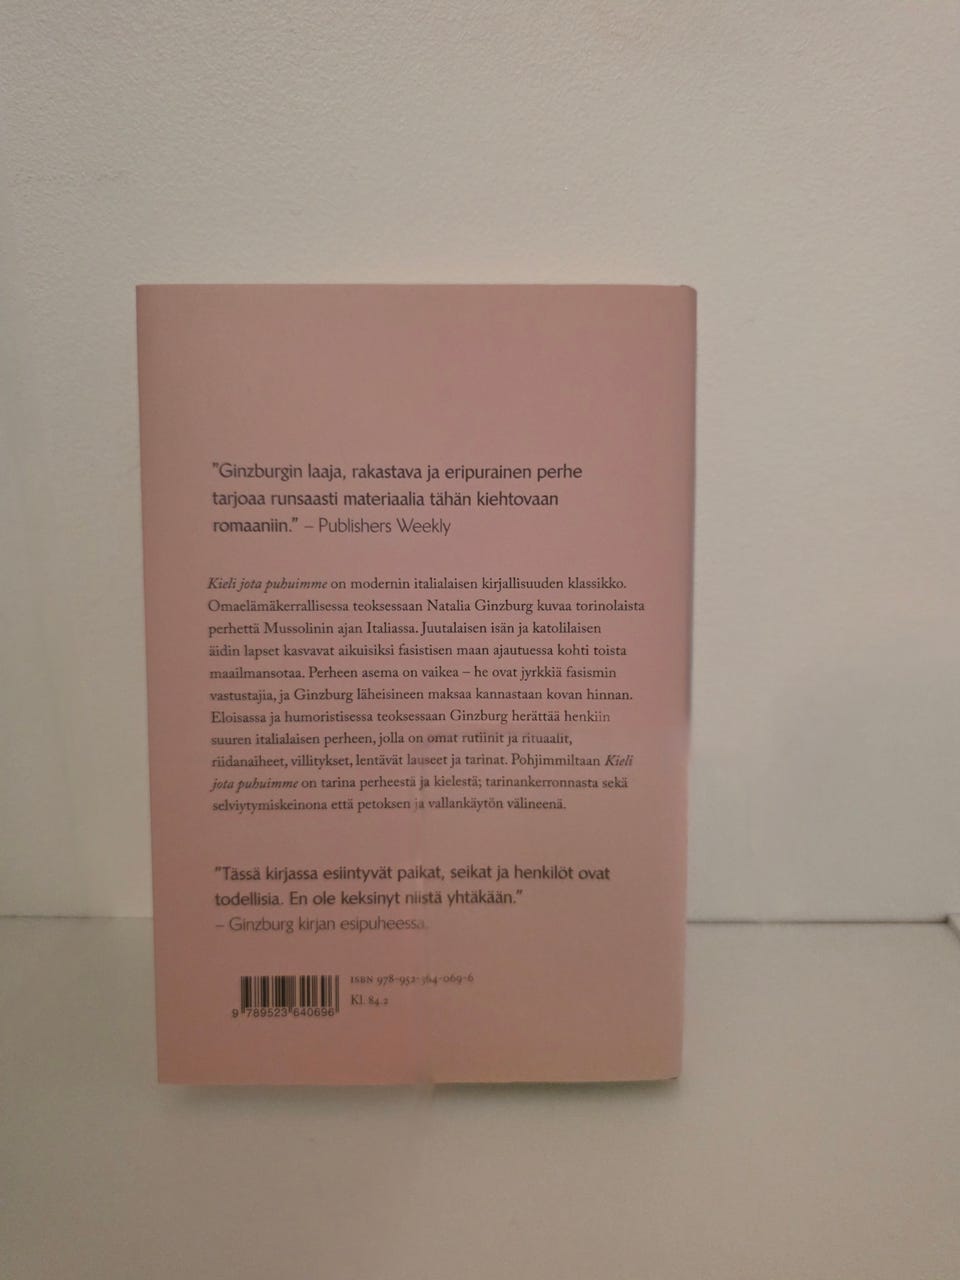 "Ginzburgin laaja, rakastava ja eripurainen perhe
tarjoaa runsaasti materiaalia tähän kiehtovaan
romaaniin." – Publishers Weekly
Kieli jota puhuimme on modernin italialaisen kirjallisuuden klassikko.
Omaelämäkerrallisessa teoksessaan Natalia Ginzburg kuvaa torinolaista
perhettä Mussolinin ajan Italiassa. Juutalaisen isän ja katolilaisen
äidin lapset kasvavat aikuisiksi fasistisen maan ajautuessa kohti toista
maailmansotaa. Perheen asema on vaikea – he ovat jyrkkiä fasismin
vastustajia, ja Ginzburg läheisineen maksaa kannastaan kovan hinnan.
Eloisassa ja humoristisessa teoksessaan Ginzburg herättää henkiin
suuren italialaisen perheen, jolla on omat rutiinit ja rituaalit,
riidanaiheet, villitykset, lentävät lauseet ja tarinat. Pohjimmiltaan Kieli
jota puhuimme on tarina perheestä ja kielestä; tarinankerronnasta sekä
selviytymiskeinona että petoksen ja vallankäytön välineenä.
"Tässä kirjassa esiintyvät paikat, seikat ja henkilöt ovat
todellisia. En ole keksinyt niistä yhtäkään."
– Ginzburg kirjan esipuheessa.
ISBN 978-952-364-069-6
Kl. 84.2
9 789523 640696